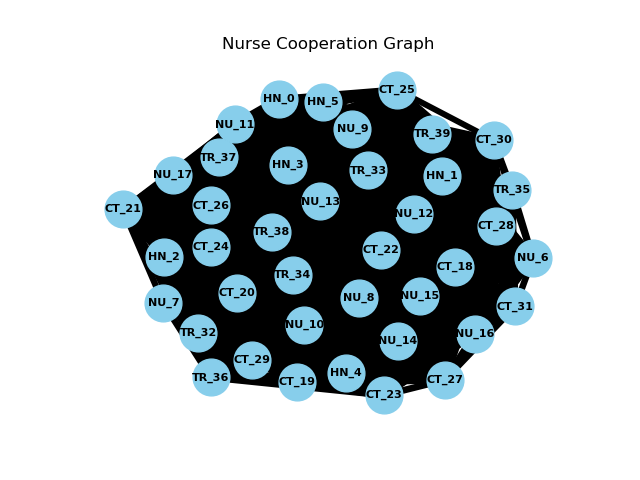 Nurse Cooperation Graph
CT_25
HN_0
HN_5
NU_11
NU_9
TR_39
CT_30
TR_37
HN_3
TR_33
NU_17
HN_1
TR_35
NU_13
CT_26
CT_21
NU_12
CT_28
TR_38
CT_24
CT_22
HN_2
NU_6
CT_18
TR_34
CT_20
NU_15
NU_8
NU_7
CT_31
NU_10
TR_32
NU_16
NU_14
CT_29
HN_4
TR_36
CT_27
CT_19
CT_23